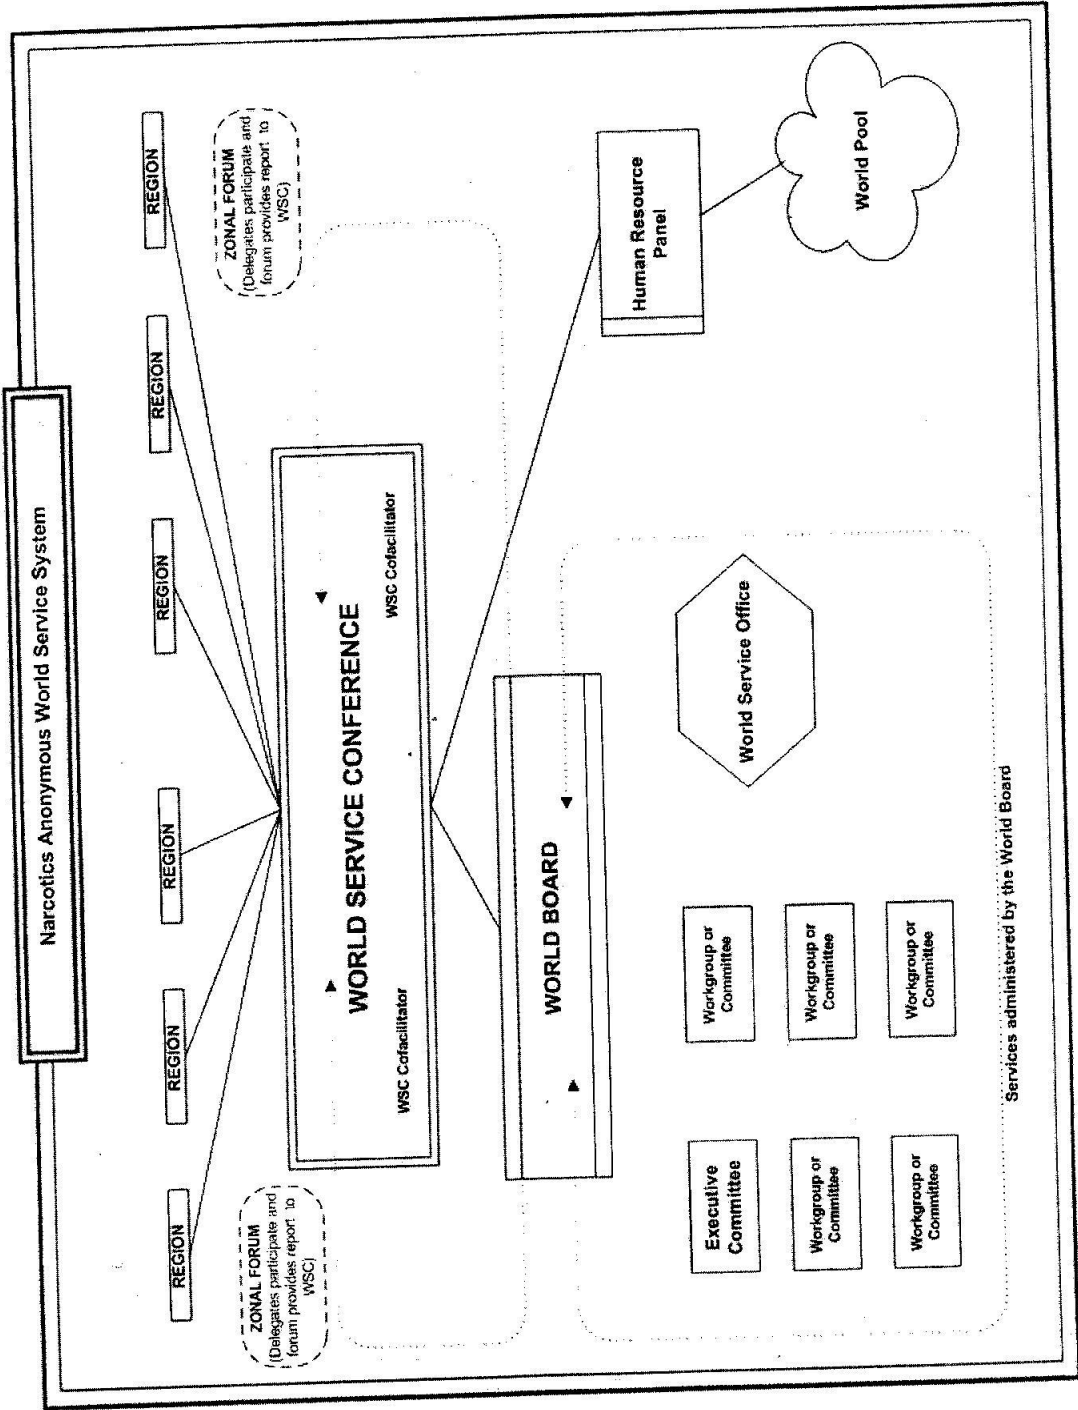 Narcotics Anonymous World Service System
REGION
REGION
REGION
REGION
REGION
REGION
ZONAL FORUM
(Delegates participate and
forum provides report to
WSC)
ZONAL FORUM
(Delegates participate and
forum provides report to
WSC)
WORLD SERVICE CONFERENCE
WSC Cofacilitator
WSC Cofacilitator
WORLD BOARD
Human Resource
Panel
World Pool
Executive
Committee
Workgroup or
Committee
World Service Office
Workgroup or
Committee
Workgroup or
Committee
Workgroup or
Committee
Workgroup or
Committee
Services administered by the World Board